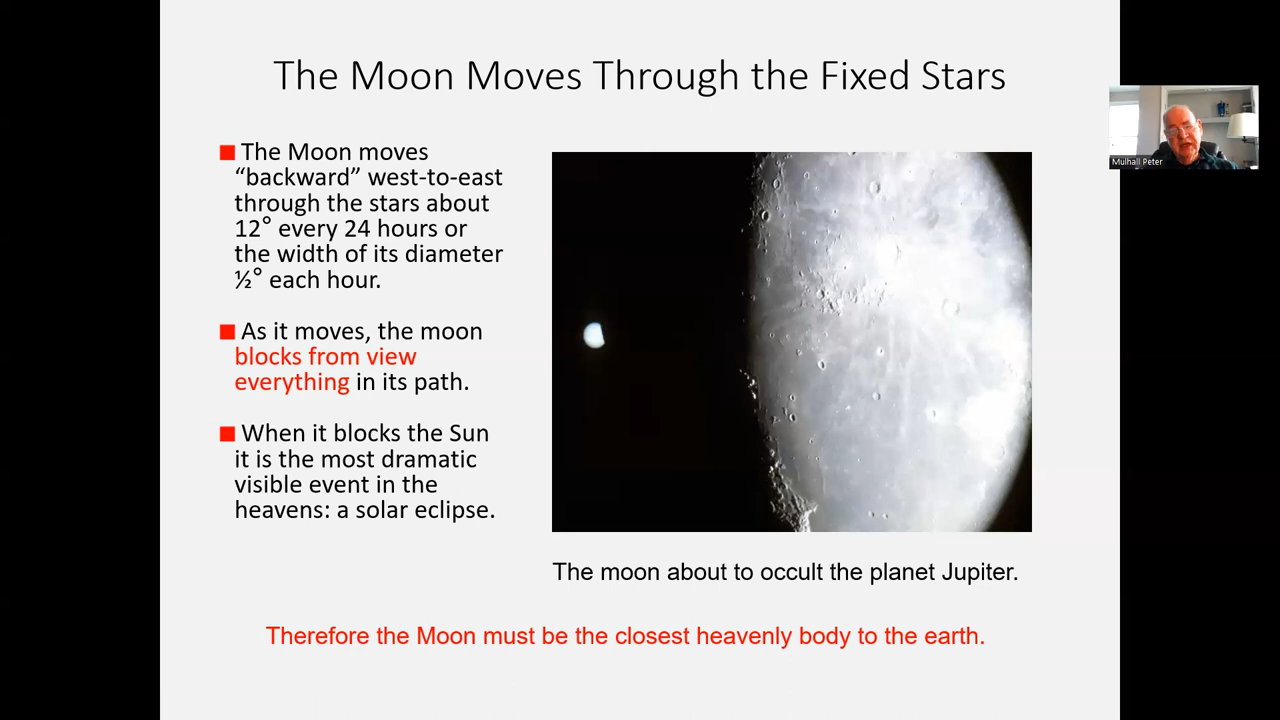 The Moon Moves Through the Fixed Stars
The Moon moves
“backward” west-to-east
through the stars about
12° every 24 hours or
the width of its diameter
½° each hour.
As it moves, the moon
blocks from view
everything in its path.
When it blocks the Sun
it is the most dramatic
visible event in the
heavens: a solar eclipse.
The moon about to occult the planet Jupiter.
Therefore the Moon must be the closest heavenly body to the earth.
Mulhall Peter